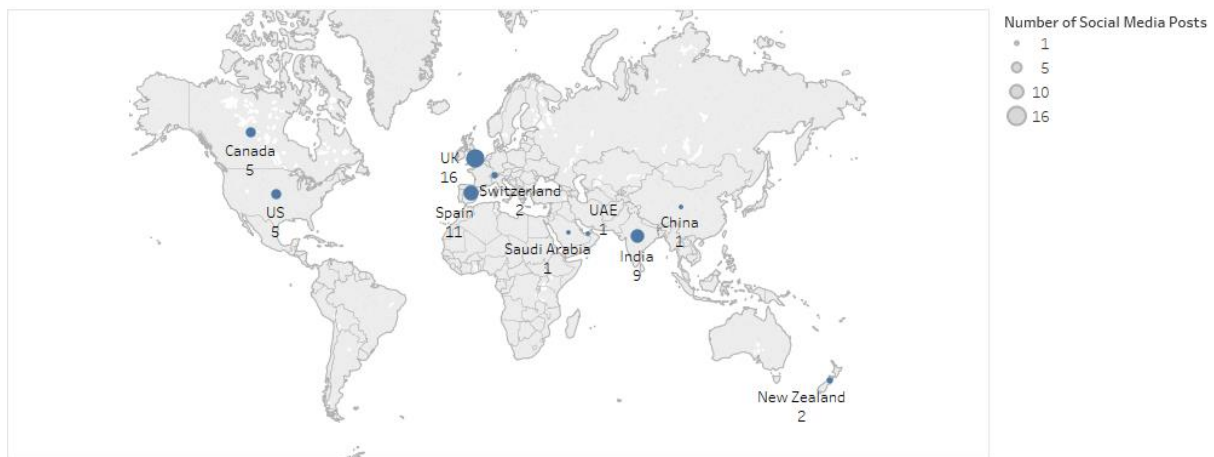 Number of Social Media Posts
1
5
10
16
Canada
5
US
5
UK
16
Switzerland
2
Spain
11
UAE
1
Saudi Arabia
1
India
9
China
1
New Zealand
2